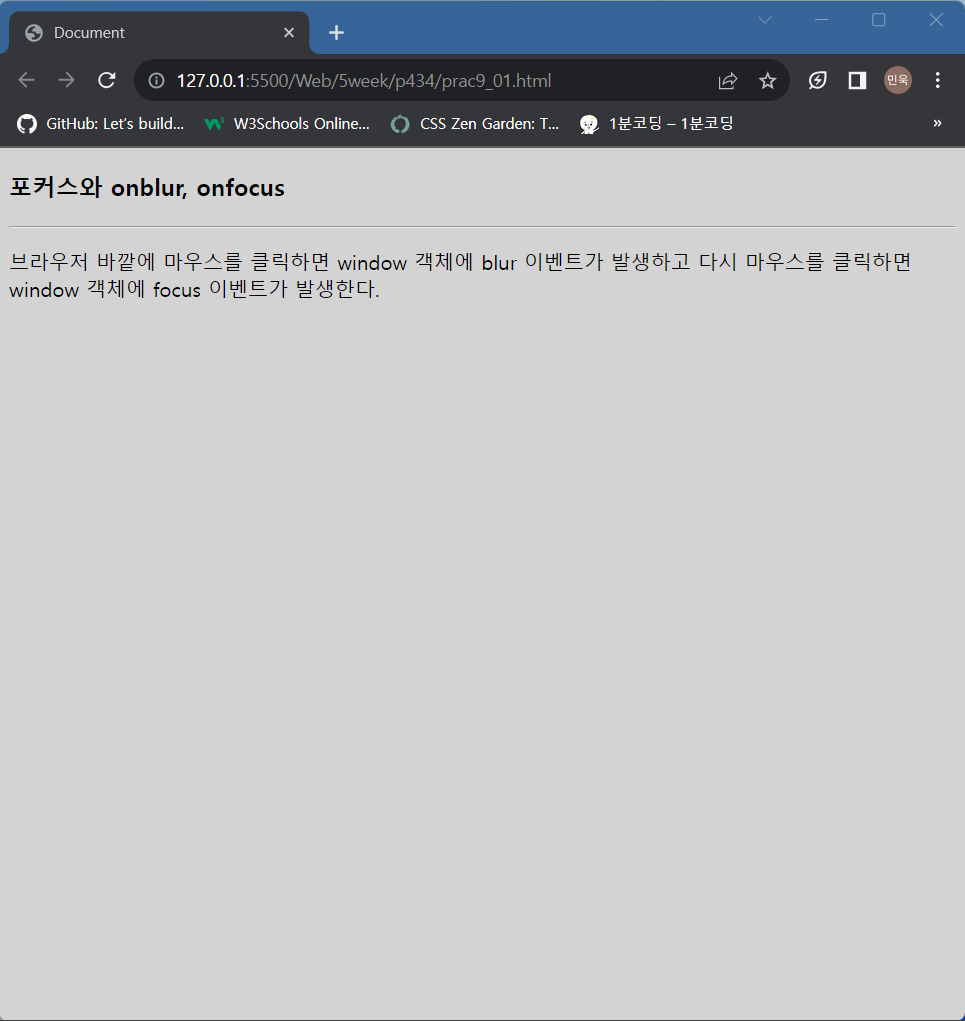 Document
127.0.0.1:5500/Web/5week/p434/prac9_01.html
민욱
GitHub: Let's build... W3Schools Online... CSS Zen Garden: T... 1분코딩 – 1분코딩 »
포커스와 onblur, onfocus
브라우저 바깥에 마우스를 클릭하면 window 객체에 blur 이벤트가 발생하고 다시 마우스를 클릭하면
window 객체에 focus 이벤트가 발생한다.